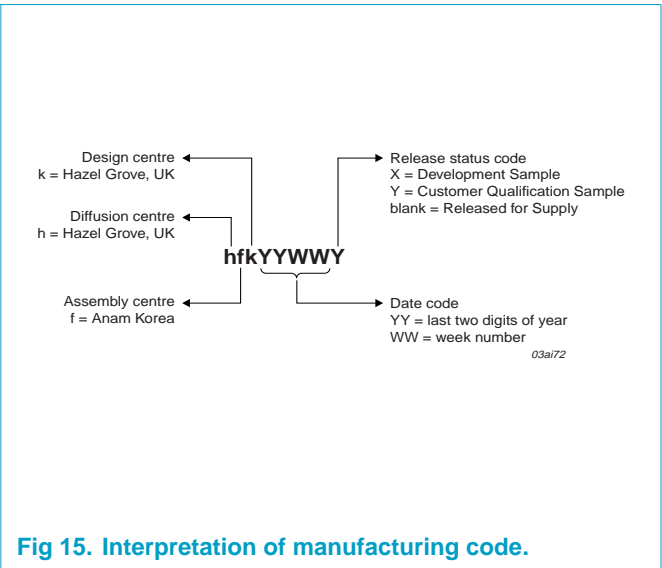 Design centre
k = Hazel Grove, UK
Diffusion centre
h = Hazel Grove, UK
Assembly centre
f = Anam Korea
hfkYYWWY
Release status code
X = Development Sample
Y = Customer Qualification Sample
blank = Released for Supply
Date code
YY = last two digits of year
WW = week number
03ai72
Fig 15. Interpretation of manufacturing code.